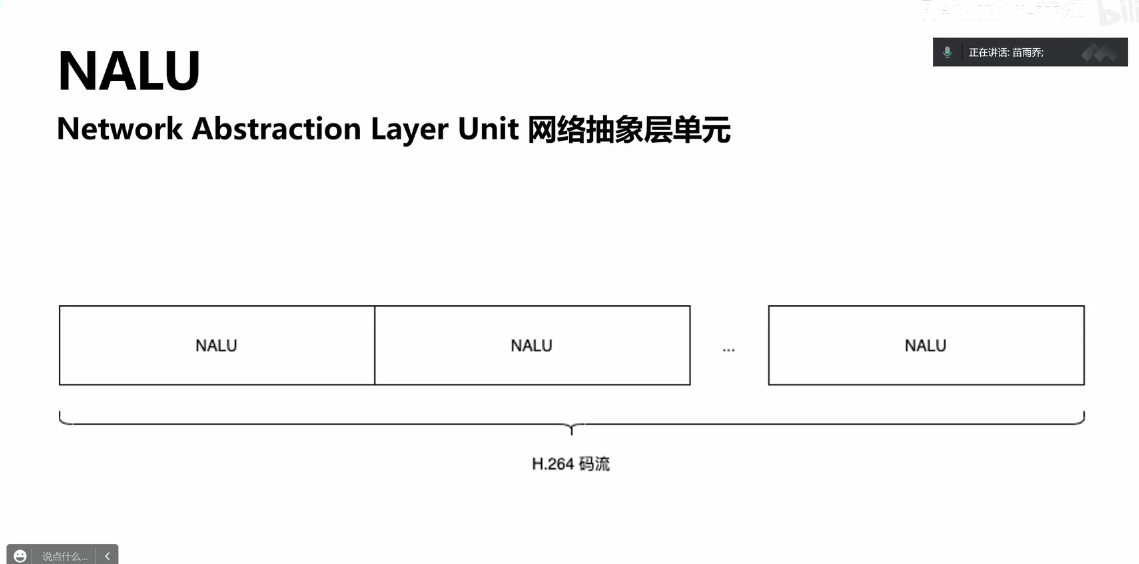 NALU
正在讲话: 苗雨乔;
Network Abstraction Layer Unit 网络抽象层单元
NALU
NALU
...
NALU
H.264 码流
说点什么...